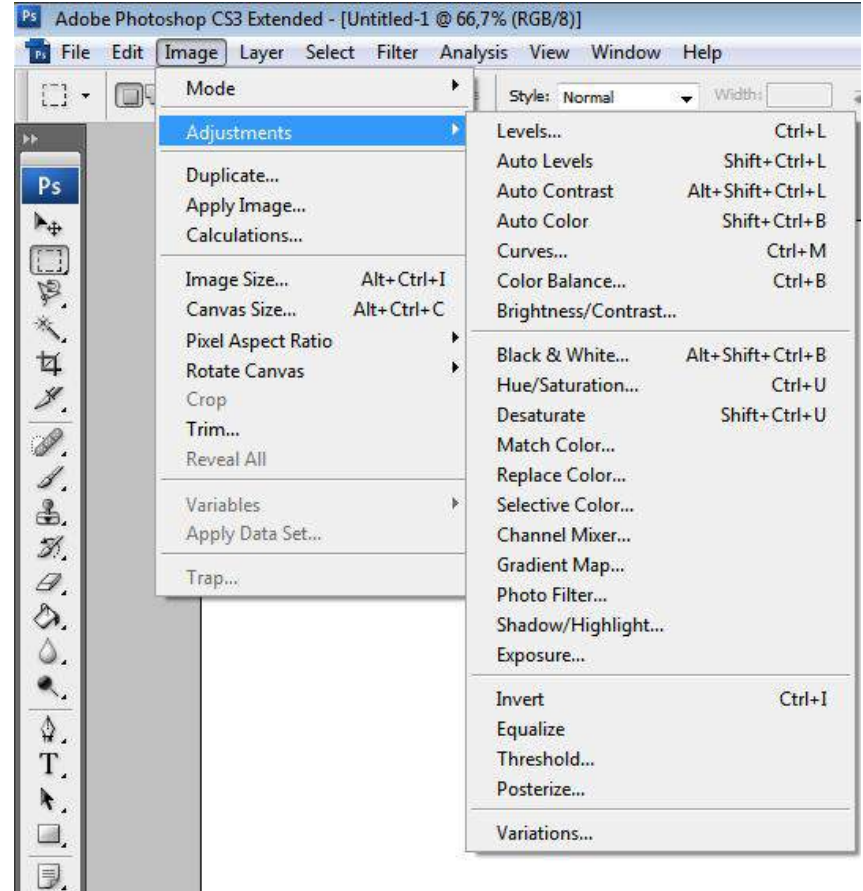 Ps Adobe Photoshop CS3 Extended - [Untitled-1 @ 66,7% (RGB/8)]
Ps File Edit Image Layer Select Filter Analysis View Window Help
Style: Normal Width:
Ps
T
Mode
Adjustments
Duplicate...
Apply Image...
Calculations...
Image Size... Alt+Ctrl+I
Canvas Size... Alt+Ctrl+C
Pixel Aspect Ratio
Rotate Canvas
Crop
Trim...
Reveal All
Variables
Apply Data Set...
Trap...
Levels... Ctrl+L
Auto Levels Shift+Ctrl+L
Auto Contrast Alt+Shift+Ctrl+L
Auto Color Shift+Ctrl+B
Curves... Ctrl+M
Color Balance... Ctrl+B
Brightness/Contrast...
Black & White... Alt+Shift+Ctrl+B
Hue/Saturation... Ctrl+U
Desaturate Shift+Ctrl+U
Match Color...
Replace Color...
Selective Color...
Channel Mixer...
Gradient Map...
Photo Filter...
Shadow/Highlight...
Exposure...
Invert Ctrl+I
Equalize
Threshold...
Posterize...
Variations...